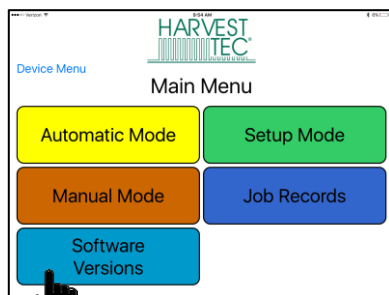 Verizon
9:54 AM
HARVEST
TEC
Device Menu
Main Menu
Automatic Mode
Setup Mode
Manual Mode
Job Records
Software
Versions